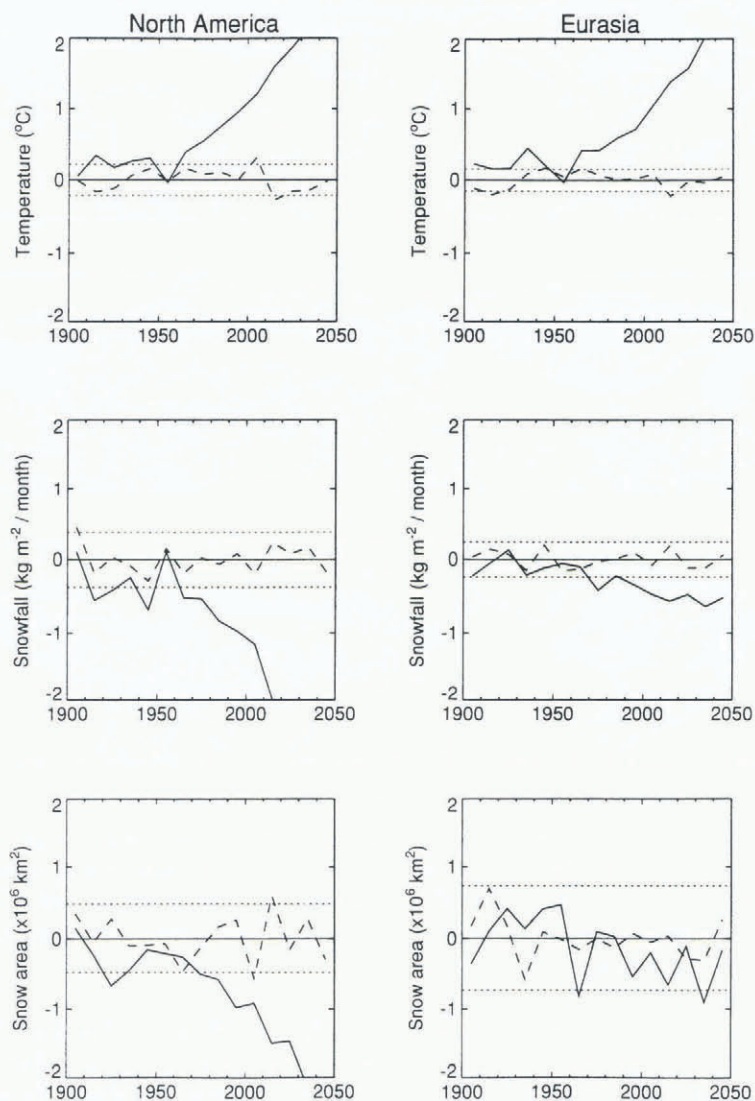 North America
Eurasia
Temperature (°C)
2
1
0
-1
-2
1900 1950 2000 2050
Temperature (°C)
2
1
0
-1
-2
1900 1950 2000 2050
Snowfall (kg m⁻² / month)
2
1
0
-1
-2
1900 1950 2000 2050
Snowfall (kg m⁻² / month)
2
1
0
-1
-2
1900 1950 2000 2050
Snow area (x10⁶ km²)
2
1
0
-1
-2
1900 1950 2000 2050
Snow area (x10⁶ km²)
2
1
0
-1
-2
1900 1950 2000 2050